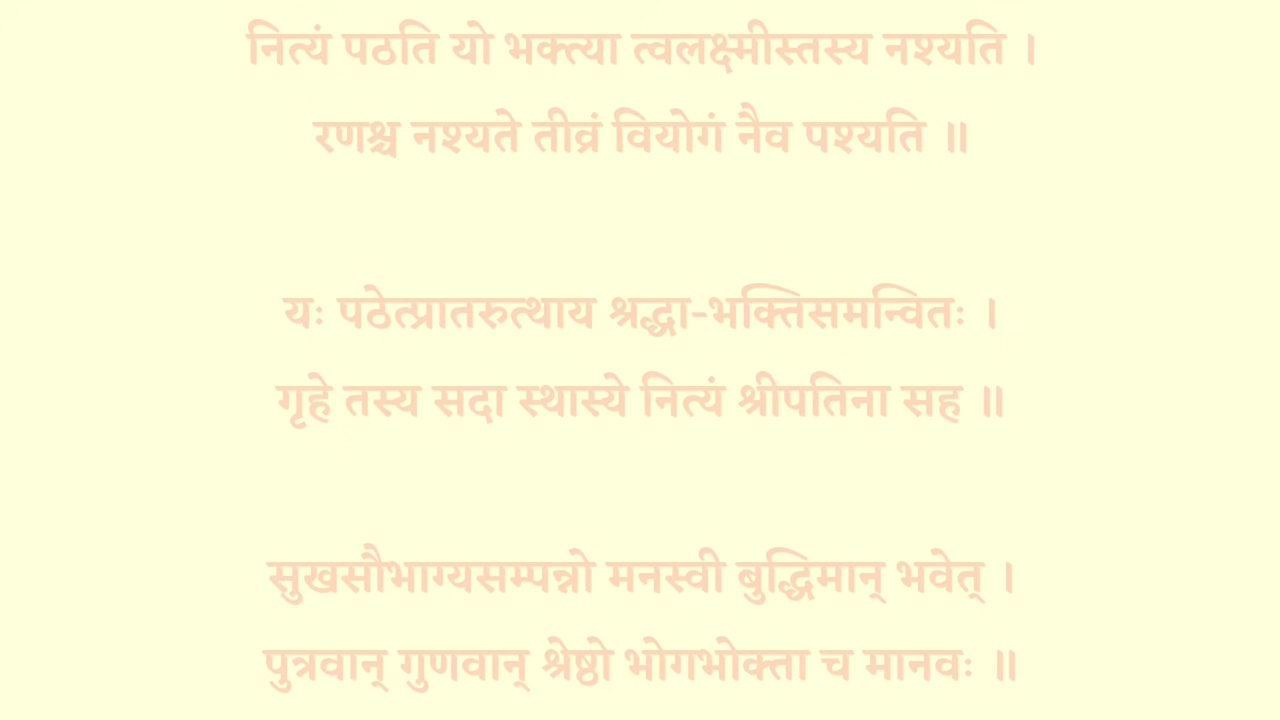 नित्यं पठति यो भक्त्या त्वलक्ष्मीस्तस्य नश्यति ।
रणश्च नश्यते तीव्रं वियोगं नैव पश्यति ॥
यः पठेत्प्रातरुत्थाय श्रद्धा-भक्तिसमन्वितः ।
गृहे तस्य सदा स्थास्ये नित्यं श्रीपतिना सह ॥
सुखसौभाग्यसम्पन्नो मनस्वी बुद्धिमान् भवेत् ।
पुत्रवान् गुणवान् श्रेष्ठो भोगभोक्ता च मानवः ॥